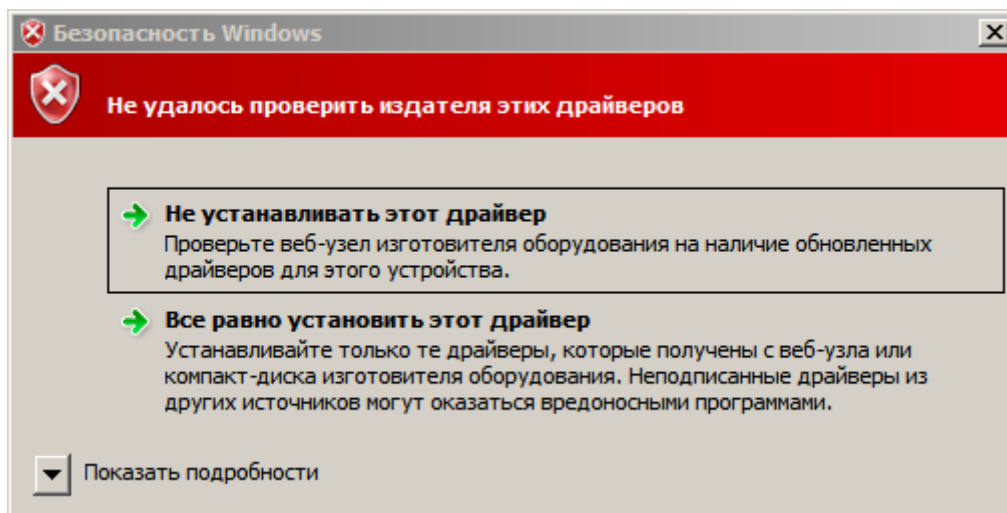 Безопасность Windows
Не удалось проверить издателя этих драйверов
Не устанавливать этот драйвер
Проверьте веб-узел изготовителя оборудования на наличие обновленных
драйверов для этого устройства.
Все равно установить этот драйвер
Устанавливайте только те драйверы, которые получены с веб-узла или
компакт-диска изготовителя оборудования. Неподписанные драйверы из
других источников могут оказаться вредоносными программами.
Показать подробности